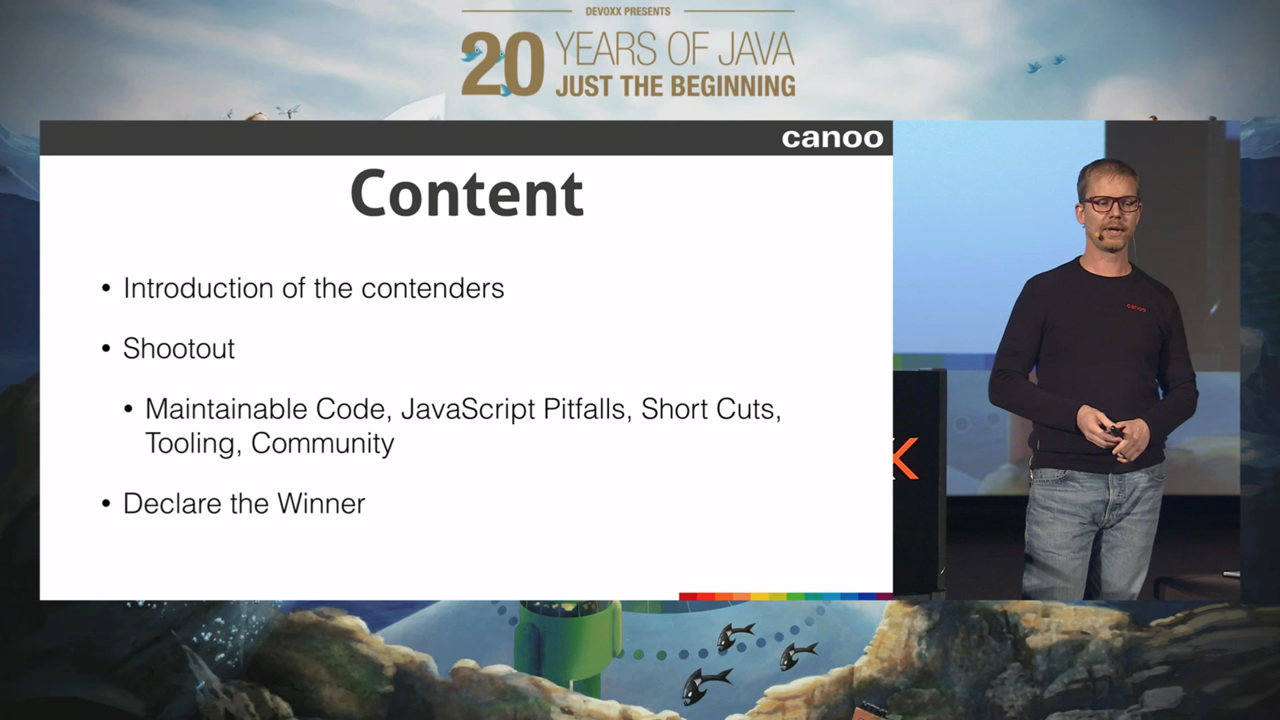 DEVOXX PRESENTS
20 YEARS OF JAVA
JUST THE BEGINNING
canoo
Content
• Introduction of the contenders
• Shootout
• Maintainable Code, JavaScript Pitfalls, Short Cuts,
Tooling, Community
• Declare the Winner
canoo
X